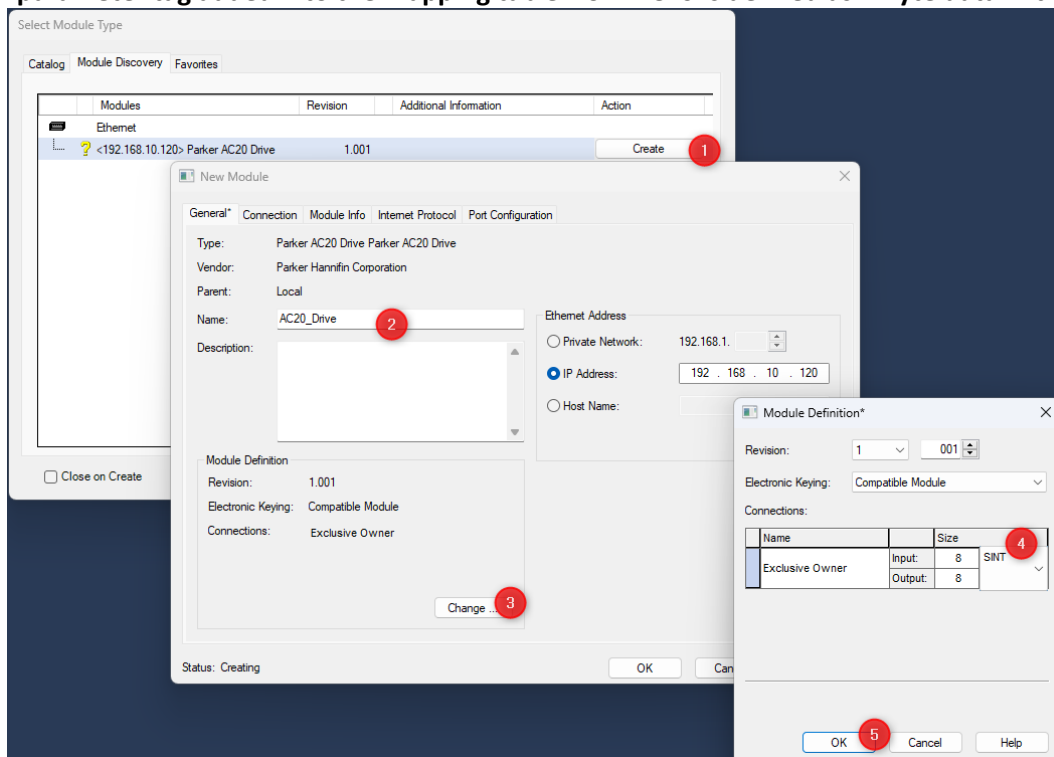 Select Module Type
Catalog Module Discovery Favorites
Modules Revision Additional Information Action
Ethernet
? <192.168.10.120> Parker AC20 Drive 1.001 Create 1
New Module
General* Connection Module Info Internet Protocol Port Configuration
Type: Parker AC20 Drive Parker AC20 Drive
Vendor: Parker Hannifin Corporation
Parent: Local
Name: AC20_Drive 2
Description:
Ethernet Address
Private Network: 192.168.1.
IP Address: 192 . 168 . 10 . 120
Host Name:
Module Definition
Revision: 1.001
Electronic Keying: Compatible Module
Connections: Exclusive Owner
Change ... 3
Status: Creating OK Can
Close on Create
Module Definition*
Revision: 1 001
Electronic Keying: Compatible Module
Connections:
Name Size 4
Exclusive Owner Input: 8 SINT
Output: 8
OK 5 Cancel Help